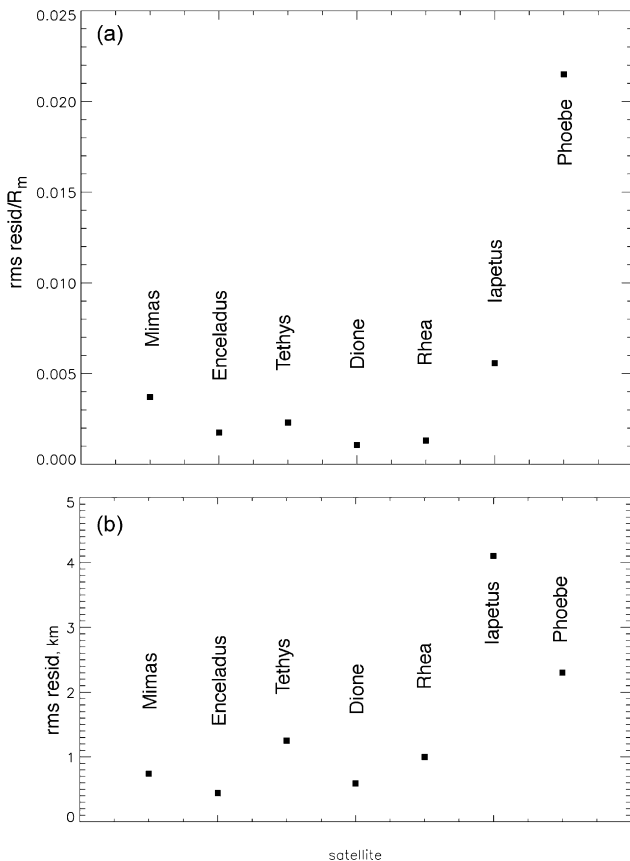 (a)
rms resid/Rm
0.025
0.020
0.015
0.010
0.005
0.000
Mimas
Enceladus
Tethys
Dione
Rhea
Iapetus
Phoebe
(b)
rms resid, km
5
4
3
2
1
0
Mimas
Enceladus
Tethys
Dione
Rhea
Iapetus
Phoebe
satellite